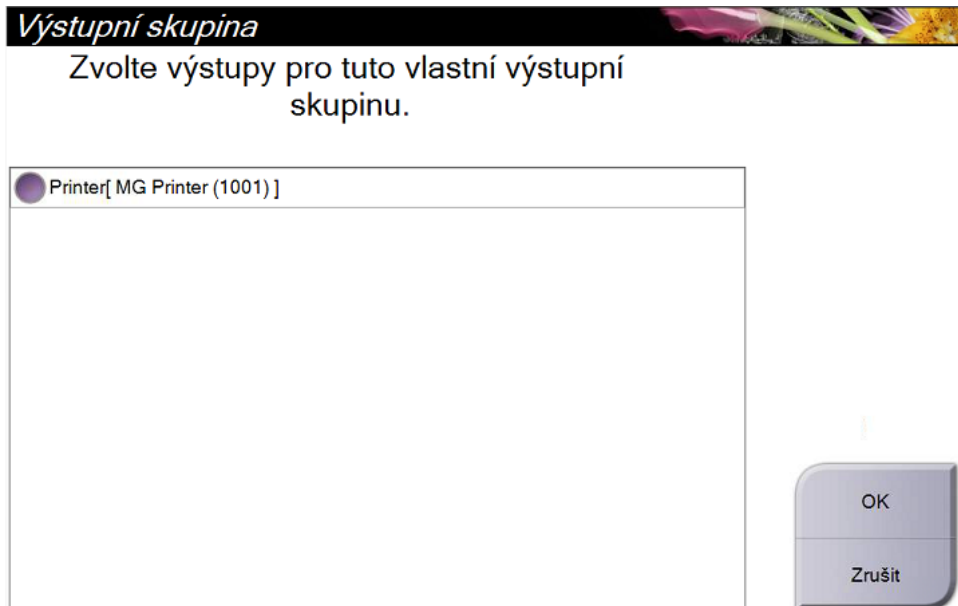 Výstupní skupina
Zvolte výstupy pro tuto vlastní výstupní
skupinu.
Printer[ MG Printer (1001) ]
OK
Zrušit